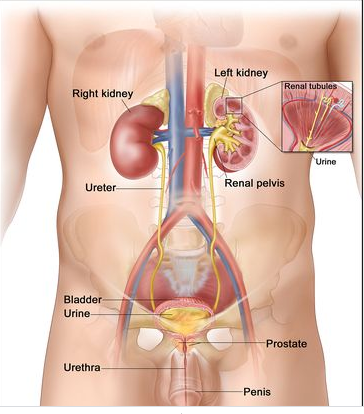 Left kidney
Renal tubules
Right kidney
Urine
Ureter
Renal pelvis
Bladder
Urine
Prostate
Urethra
Penis